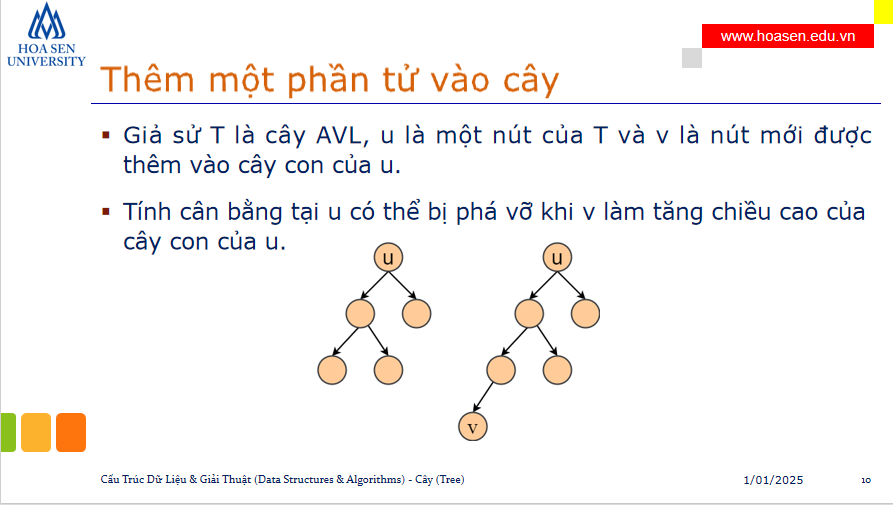 HOA SEN
UNIVERSITY
www.hoasen.edu.vn
Thêm một phần tử vào cây
▪ Giả sử T là cây AVL, u là một nút của T và v là nút mới được
thêm vào cây con của u.
▪ Tính cân bằng tại u có thể bị phá vỡ khi v làm tăng chiều cao của
cây con của u.
u
u
v
Cấu Trúc Dữ Liệu & Giải Thuật (Data Structures & Algorithms) - Cây (Tree)
1/01/2025
10